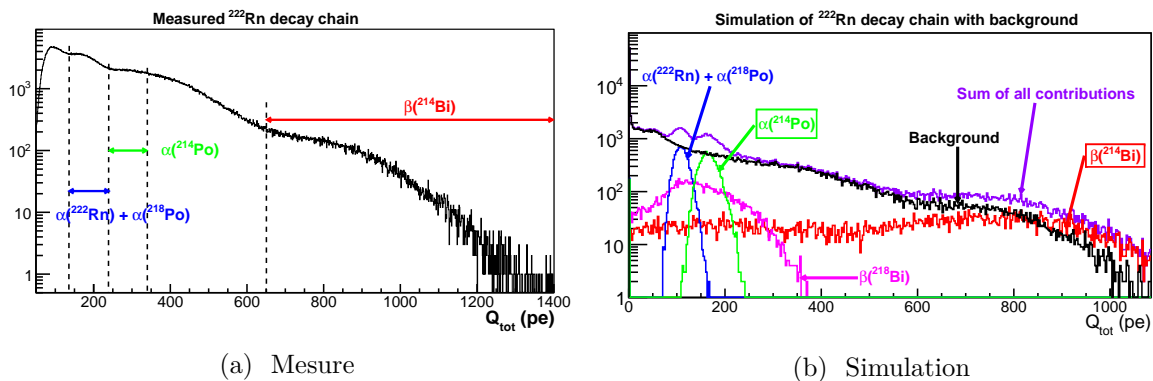 Measured ²²²Rn decay chain
10³
10²
10
1
β(²¹⁴Bi)
α(²¹⁴Po)
α(²²²Rn) + α(²¹⁸Po)
200 400 600 800 1000 1200 1400
Q_tot (pe)
(a) Mesure
Simulation of ²²²Rn decay chain with background
10⁴
10³
10²
10
1
α(²²²Rn) + α(²¹⁸Po)
α(²¹⁴Po)
Sum of all contributions
Background
β(²¹⁴Bi)
β(²¹⁸Bi)
0 200 400 600 800 1000
Q_tot (pe)
(b) Simulation